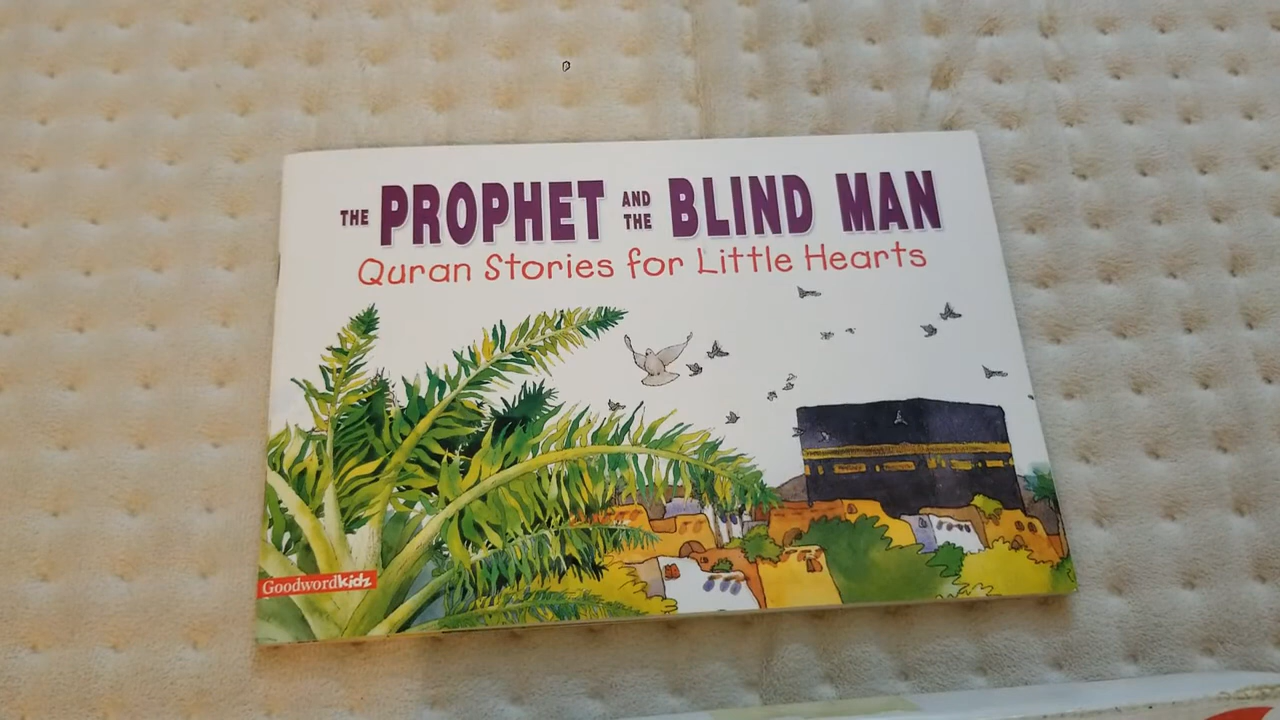 THE PROPHET AND THE BLIND MAN
Quran Stories for Little Hearts
Goodwordkidz